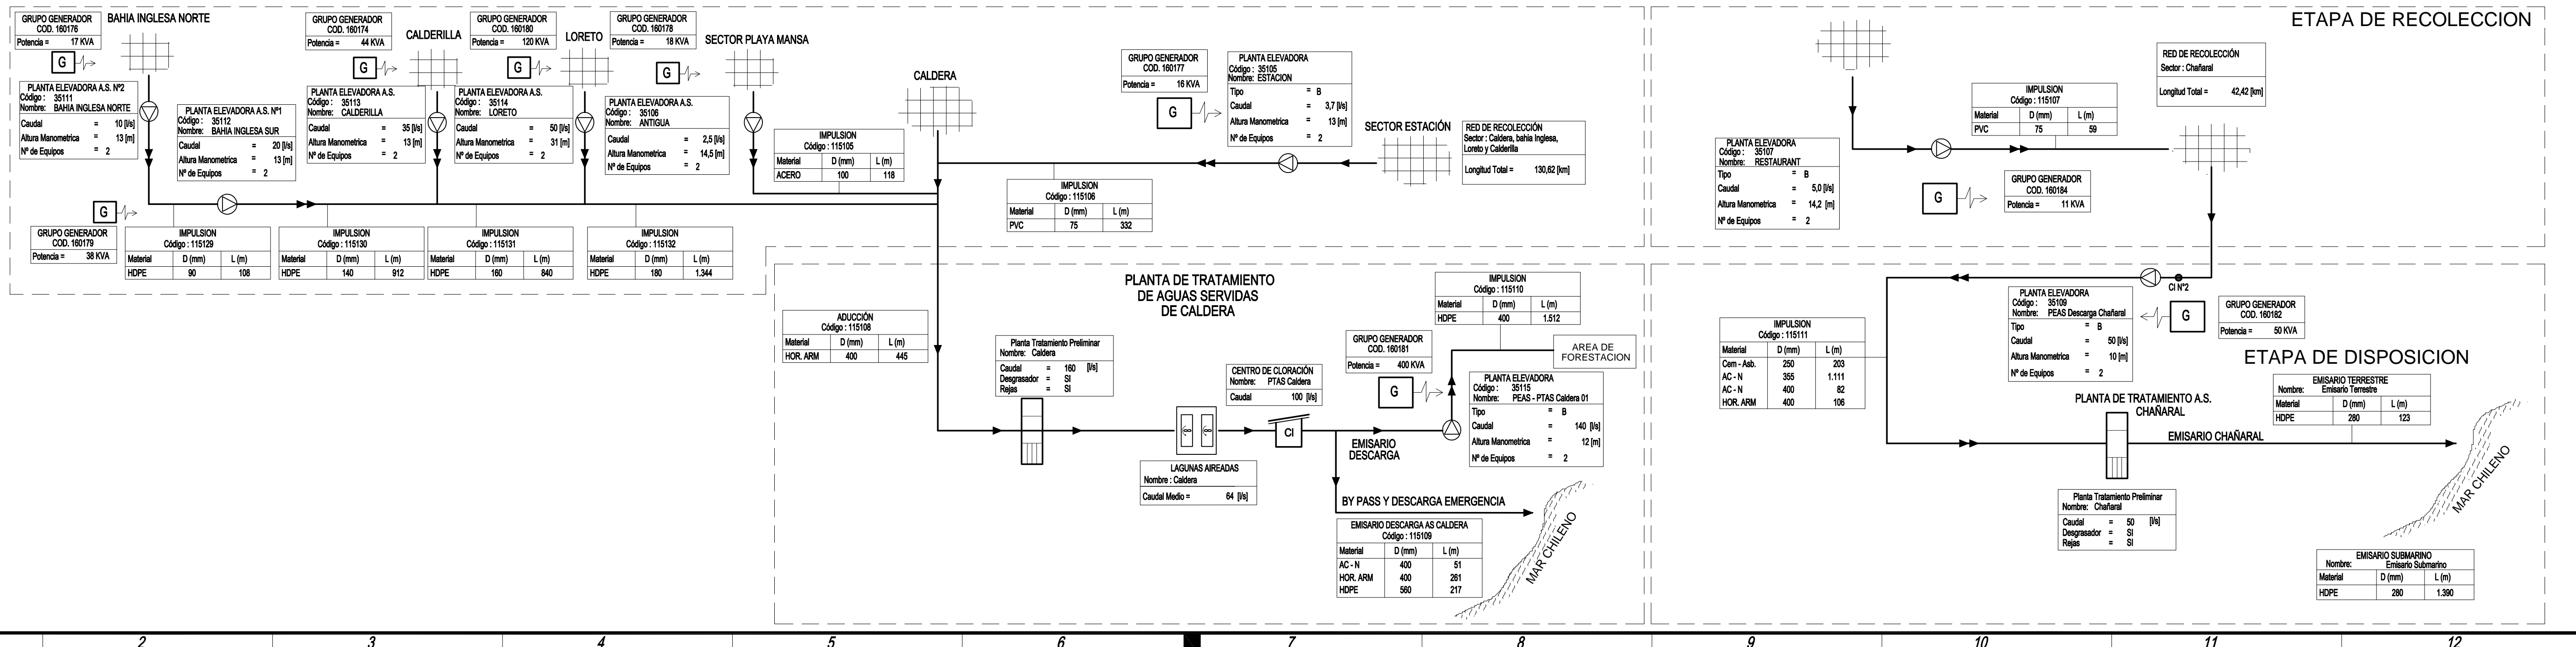 GRUPO GENERADOR
COD. 160176
Potencia = 17 KVA
G
BAHIA INGLESA NORTE
PLANTA ELEVADORA A.S. Nº2
Código : 35111
Nombre: BAHIA INGLESA NORTE
Caudal = 10 [l/s]
Altura Manometrica = 13 [m]
Nº de Equipos = 2
PLANTA ELEVADORA A.S. Nº1
Código : 35112
Nombre: BAHIA INGLESA SUR
Caudal = 20 [l/s]
Altura Manometrica = 13 [m]
Nº de Equipos = 2
G
GRUPO GENERADOR
COD. 160179
Potencia = 38 KVA
GRUPO GENERADOR
COD. 160174
Potencia = 44 KVA
G
CALDERILLA
PLANTA ELEVADORA A.S.
Código : 35113
Nombre: CALDERILLA
Caudal = 35 [l/s]
Altura Manometrica = 13 [m]
Nº de Equipos = 2
GRUPO GENERADOR
COD. 160180
Potencia = 120 KVA
G
LORETO
PLANTA ELEVADORA A.S.
Código : 35114
Nombre: LORETO
Caudal = 50 [l/s]
Altura Manometrica = 31 [m]
Nº de Equipos = 2
GRUPO GENERADOR
COD. 160178
Potencia = 18 KVA
G
SECTOR PLAYA MANSA
PLANTA ELEVADORA A.S.
Código : 35106
Nombre: ANTIGUA
Caudal = 2,5 [l/s]
Altura Manometrica = 14,5 [m]
Nº de Equipos = 2
IMPULSION
Código : 115129
Material D (mm) L (m)
HDPE 90 108
IMPULSION
Código : 115130
Material D (mm) L (m)
HDPE 140 912
IMPULSION
Código : 115131
Material D (mm) L (m)
HDPE 160 840
IMPULSION
Código : 115132
Material D (mm) L (m)
HDPE 180 1.344
IMPULSION
Código : 115105
Material D (mm) L (m)
ACERO 100 118
CALDERA
IMPULSION
Código : 115106
Material D (mm) L (m)
PVC 75 332
GRUPO GENERADOR
COD. 160177
Potencia = 16 KVA
G
PLANTA ELEVADORA
Código : 35105
Nombre: ESTACION
Tipo = B
Caudal = 3,7 [l/s]
Altura Manometrica = 13 [m]
Nº de Equipos = 2
SECTOR ESTACIÓN
RED DE RECOLECCIÓN
Sector : Caldera, bahia Inglesa,
Loreto y Calderilla
Longitud Total = 130,62 [km]
ETAPA DE RECOLECCION
PLANTA ELEVADORA
Código : 35107
Nombre: RESTAURANT
Tipo = B
Caudal = 5,0 [l/s]
Altura Manometrica = 14,2 [m]
Nº de Equipos = 2
IMPULSION
Código : 115107
Material D (mm) L (m)
PVC 75 59
G
GRUPO GENERADOR
COD. 160184
Potencia = 11 KVA
RED DE RECOLECCIÓN
Sector : Chañaral
Longitud Total = 42,42 [km]
ADUCCIÓN
Código : 115108
Material D (mm) L (m)
HOR. ARM 400 445
PLANTA DE TRATAMIENTO
DE AGUAS SERVIDAS
DE CALDERA
Planta Tratamiento Preliminar
Nombre: Caldera
Caudal = 160 [l/s]
Desgrasador = SI
Rejas = SI
LAGUNAS AIREADAS
Nombre : Caldera
Caudal Medio = 64 [l/s]
CENTRO DE CLORACIÓN
Nombre: PTAS Caldera
Caudal 100 [l/s]
CI
GRUPO GENERADOR
COD. 160181
Potencia = 400 KVA
G
IMPULSION
Código : 115110
Material D (mm) L (m)
HDPE 400 1.512
AREA DE
FORESTACION
PLANTA ELEVADORA
Código : 35115
Nombre: PEAS - PTAS Caldera 01
Tipo = B
Caudal 140 [l/s]
Altura Manometrica = 12 [m]
Nº de Equipos = 2
EMISARIO
DESCARGA
BY PASS Y DESCARGA EMERGENCIA
EMISARIO DESCARGA AS CALDERA
Código : 115109
Material D (mm) L (m)
AC - N 400 51
HOR. ARM 400 261
HDPE 560 217
MAR CHILENO
IMPULSION
Código : 115111
Material D (mm) L (m)
Cem - Asb. 250 203
AC - N 355 1.111
AC - N 400 82
HOR. ARM 400 106
CI N°2
PLANTA ELEVADORA
Código : 35109
Nombre: PEAS Descarga Chañaral
Tipo = B
Caudal = 50 [l/s]
Altura Manometrica = 10 [m]
Nº de Equipos = 2
G
GRUPO GENERADOR
COD. 160182
Potencia = 50 KVA
ETAPA DE DISPOSICION
PLANTA DE TRATAMIENTO A.S.
CHAÑARAL
Planta Tratamiento Preliminar
Nombre: Chañaral
Caudal = 50 [l/s]
Desgrasador = SI
Rejas = SI
EMISARIO CHAÑARAL
EMISARIO TERRESTRE
Nombre: Emisario Terrestre
Material D (mm) L (m)
HDPE 280 123
MAR CHILENO
EMISARIO SUBMARINO
Nombre: Emisario Submarino
Material D (mm) L (m)
HDPE 280 1.390
2 3 4 5 6 7 8 9 10 11 12